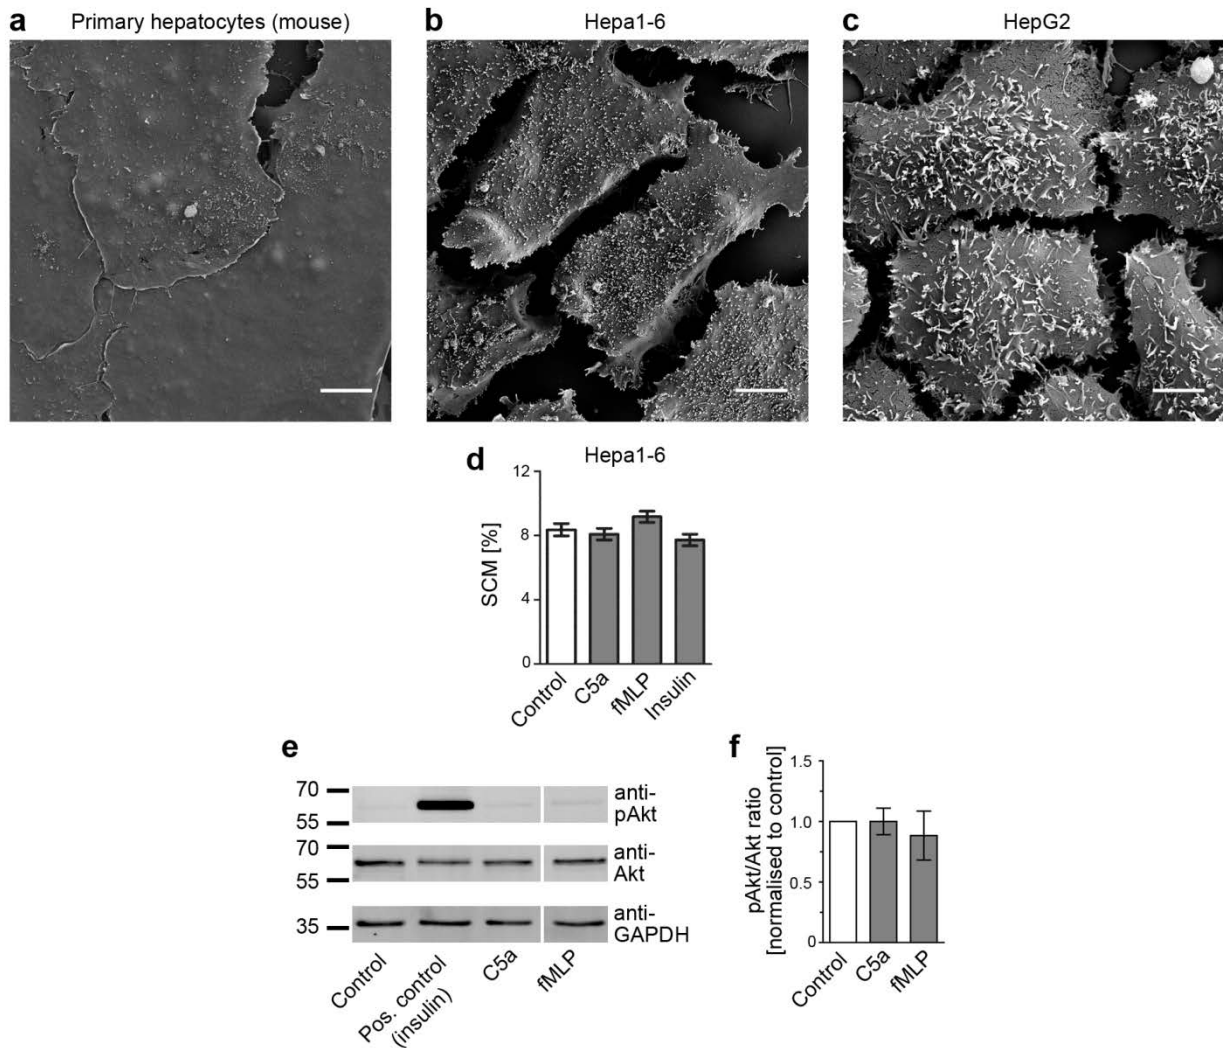 a Primary hepatocytes (mouse)
b Hepa1-6
c HepG2
d Hepa1-6
12
8
4
0
SCM [%]
Control
C5a
fMLP
Insulin
e
70
55
anti-
pAkt
70
55
anti-
Akt
35
anti-
GAPDH
Control
Pos. control
(insulin)
C5a
fMLP
f
1.5
1.0
0.5
0
pAkt/Akt ratio
[normalised to control]
Control
C5a
fMLP